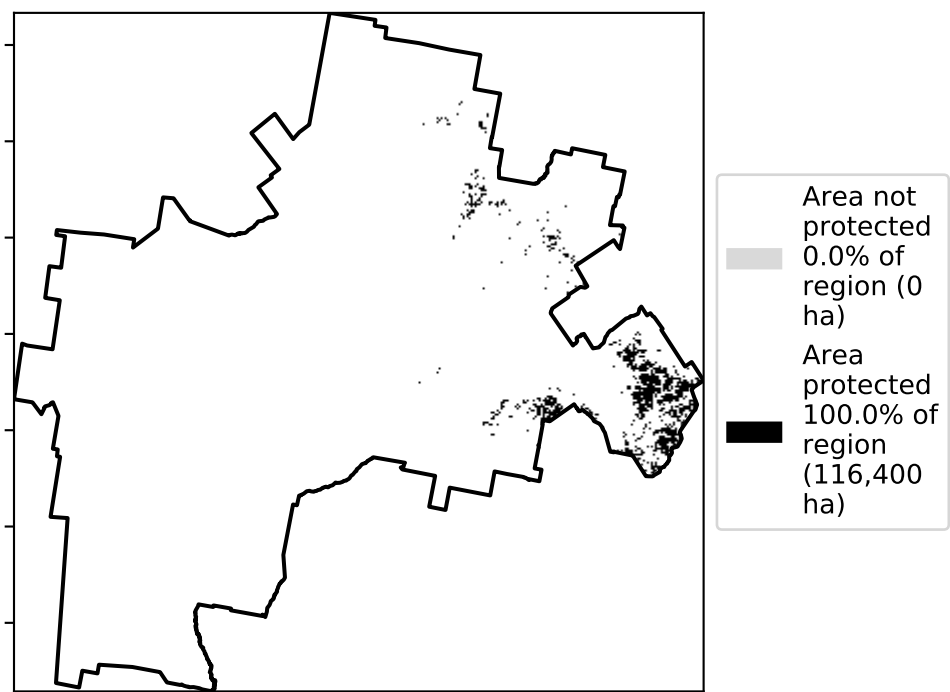 Area not
protected
0.0% of
region (0
ha)
Area
protected
100.0% of
region
(116,400
ha)